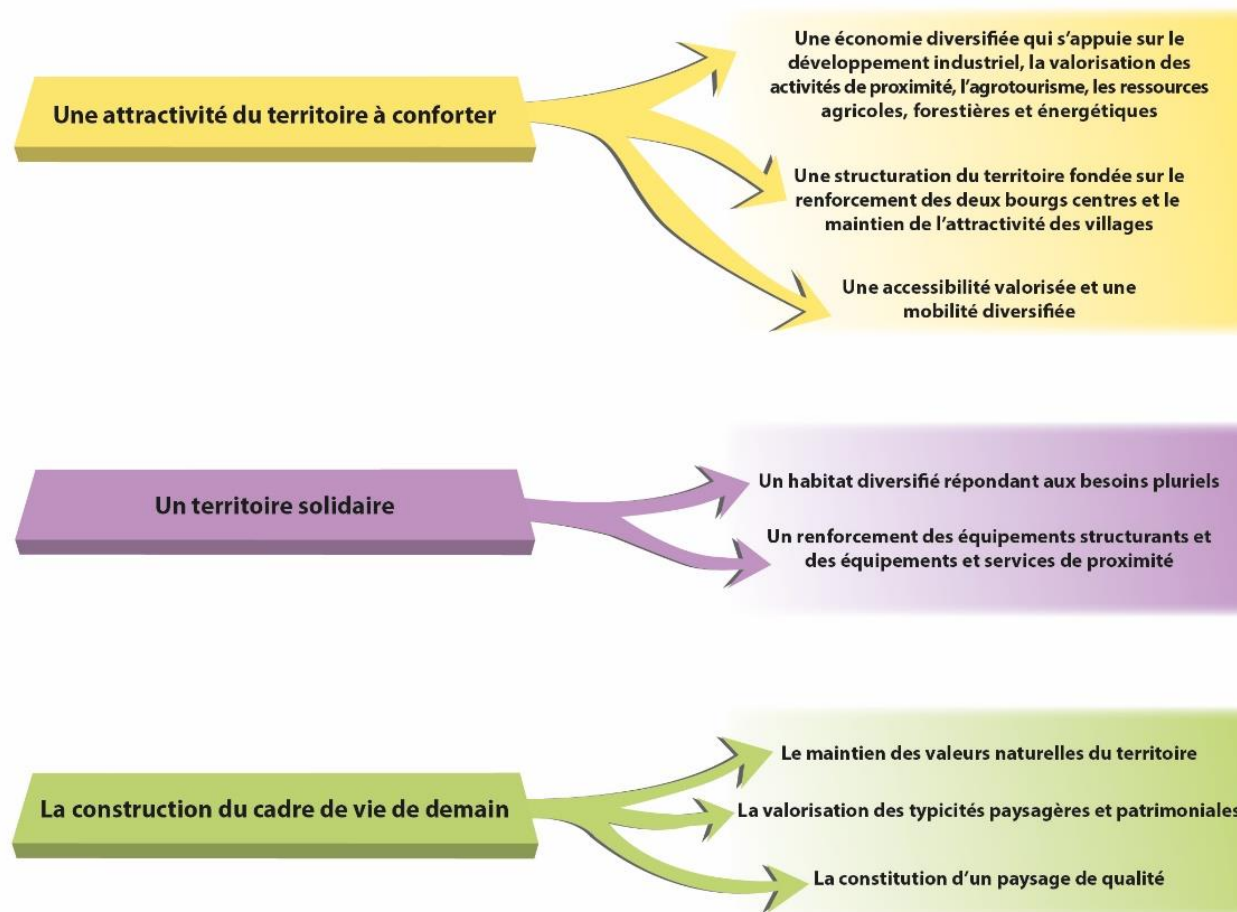 Une attractivité du territoire à conforter
Une économie diversifiée qui s'appuie sur le
développement industriel, la valorisation des
activités de proximité, l'agrotourisme, les ressources
agricoles, forestières et énergétiques
Une structuration du territoire fondée sur le
renforcement des deux bourgs centres et le
maintien de l'attractivité des villages
Une accessibilité valorisée et une
mobilité diversifiée
Un territoire solidaire
Un habitat diversifié répondant aux besoins pluriels
Un renforcement des équipements structurants et
des équipements et services de proximité
La construction du cadre de vie de demain
Le maintien des valeurs naturelles du territoire
La valorisation des typicités paysagères et patrimoniales
La constitution d'un paysage de qualité